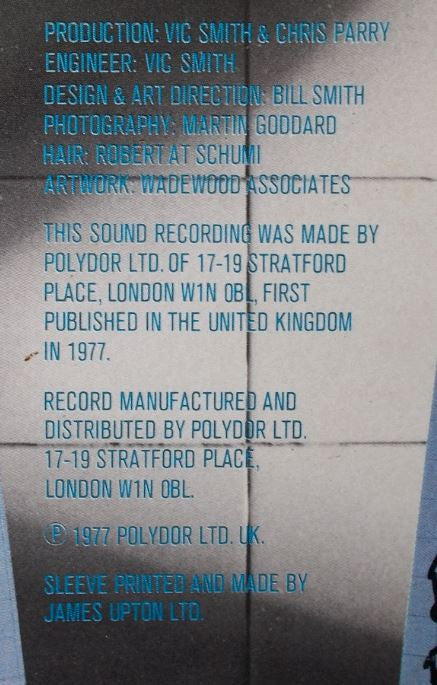 PRODUCTION: VIC SMITH & CHRIS PARRY
ENGINEER: VIC SMITH
DESIGN & ART DIRECTION: BILL SMITH
PHOTOGRAPHY: MARTIN GODDARD
HAIR: ROBERT AT SCHUMI
ARTWORK: WADEWOOD ASSOCIATES
THIS SOUND RECORDING WAS MADE BY
POLYDOR LTD. OF 17-19 STRATFORD
PLACE, LONDON W1N 0BL, FIRST
PUBLISHED IN THE UNITED KINGDOM
IN 1977.
RECORD MANUFACTURED AND
DISTRIBUTED BY POLYDOR LTD.
17-19 STRATFORD PLACE,
LONDON W1N 0BL.
Ⓟ 1977 POLYDOR LTD. UK.
SLEEVE PRINTED AND MADE BY
JAMES UPTON LTD.